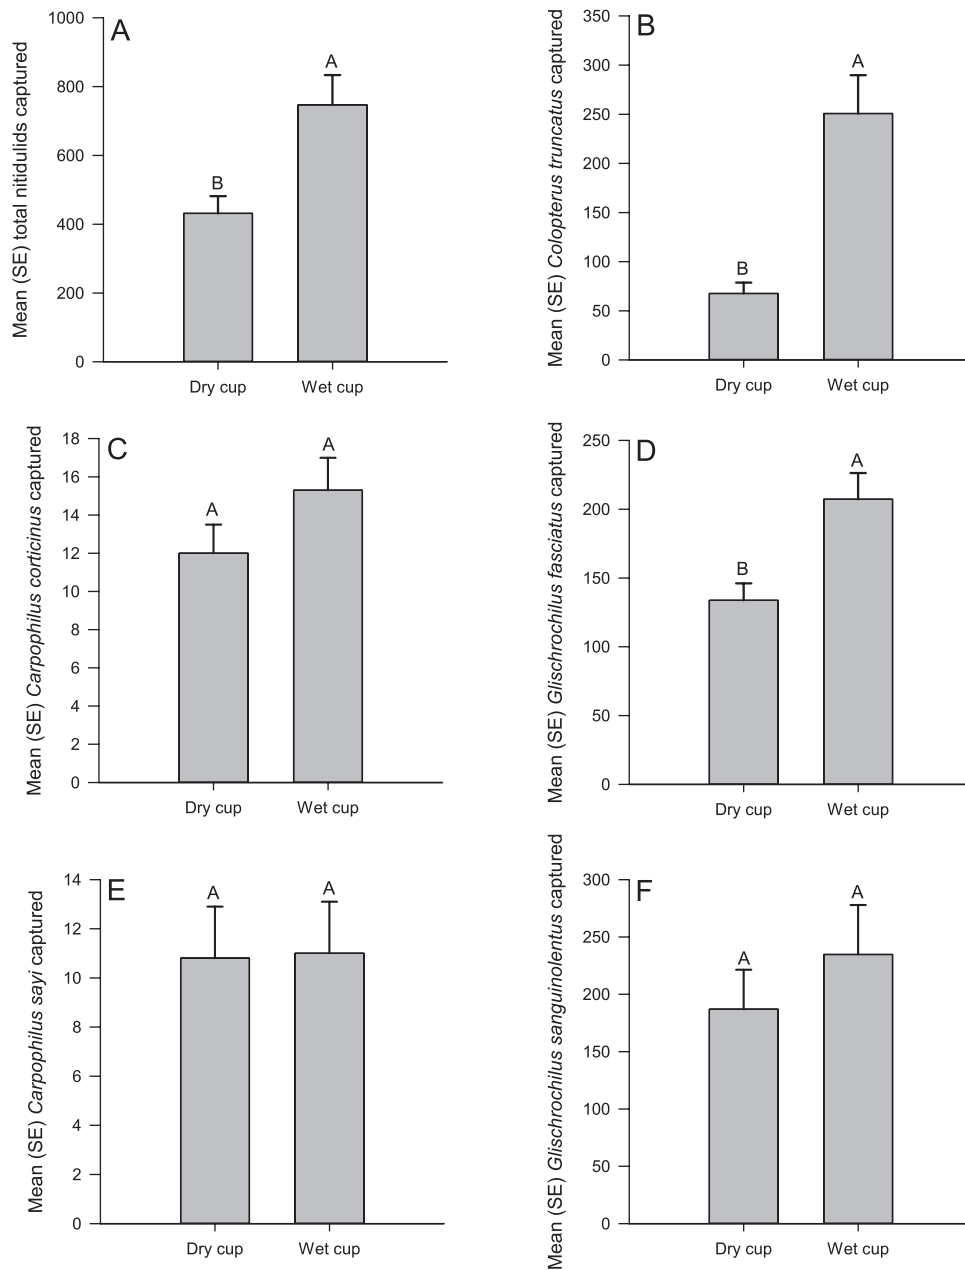 A
Mean (SE) total nitidulids captured
1000
800
600
400
200
0
B
A
Dry cup
Wet cup
B
Mean (SE) Colopterus truncatus captured
350
300
250
200
150
100
50
0
B
A
Dry cup
Wet cup
C
Mean (SE) Carpophilus corticinus captured
18
16
14
12
10
8
6
4
2
0
A
A
Dry cup
Wet cup
D
Mean (SE) Glischrochilus fasciatus captured
250
200
150
100
50
0
B
A
Dry cup
Wet cup
E
Mean (SE) Carpophilus sayi captured
14
12
10
8
6
4
2
0
A
A
Dry cup
Wet cup
F
Mean (SE) Glischrochilus sanguinolentus captured
300
250
200
150
100
50
0
A
A
Dry cup
Wet cup